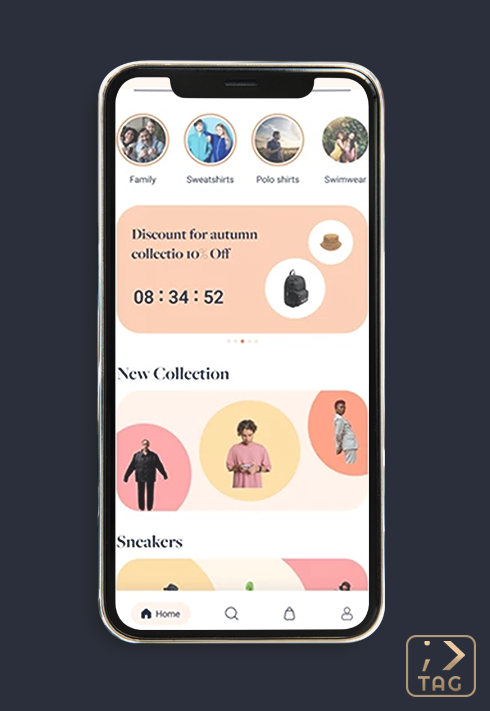 Family
Sweatshirts
Polo shirts
Swimwear
Discount for autumn
collectio 10% Off
08 : 34 : 52
New Collection
Sneakers
Home
TAG